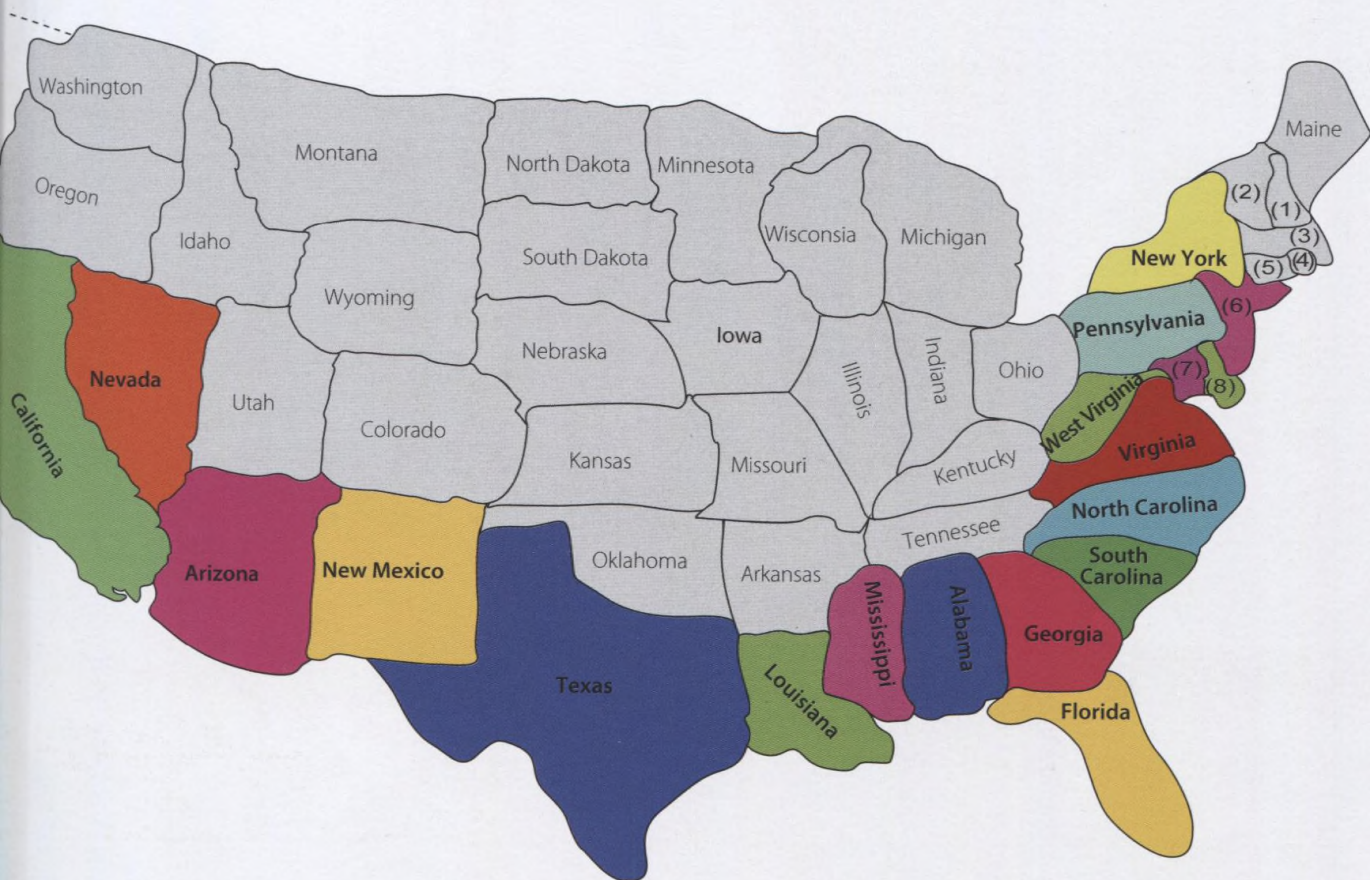 Washington
Maine
Montana
North Dakota
Minnesota
Oregon
(2)
(1)
Idaho
Wisconsia
Michigan
(3)
South Dakota
New York
(4)
(5)
Wyoming
(6)
Pennsylvania
Iowa
Nebraska
Indiana
Ohio
(7)
Nevada
(8)
Illinois
Utah
West Virginia
Colorado
California
Virginia
Kansas
Missouri
Kentucky
North Carolina
Tennessee
Oklahoma
South
Carolina
Arizona
New Mexico
Arkansas
Mississippi
Alabama
Georgia
Texas
Louisiana
Florida